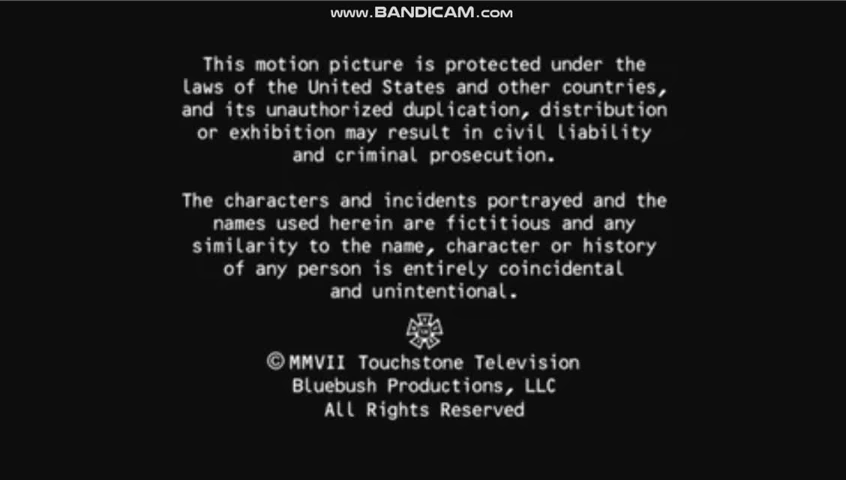 www.BANDICAM.com
This motion picture is protected under the
laws of the United States and other countries,
and its unauthorized duplication, distribution
or exhibition may result in civil liability
and criminal prosecution.
The characters and incidents portrayed and the
names used herein are fictitious and any
similarity to the name, character or history
of any person is entirely coincidental
and unintentional.
©MMVII Touchstone Television
Bluebush Productions, LLC
All Rights Reserved